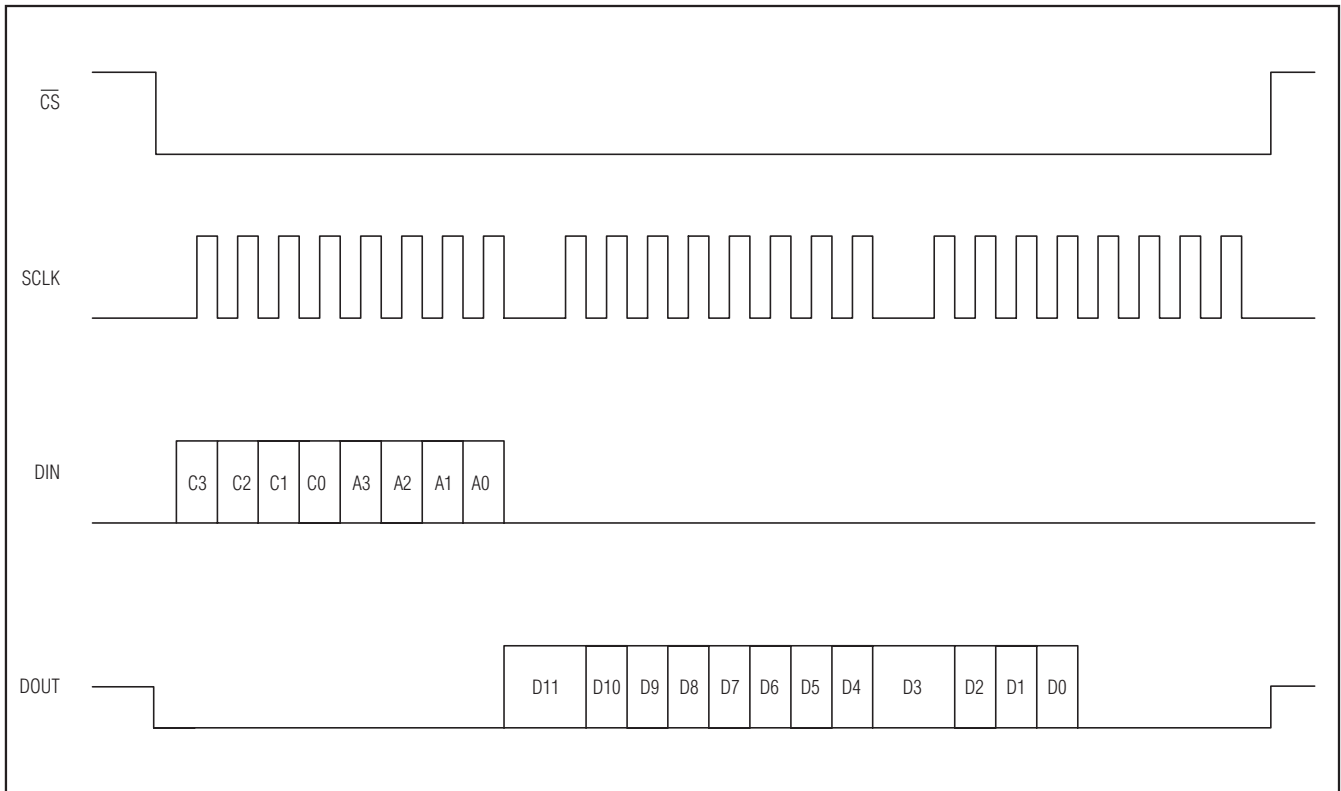 C̅S̅
SCLK
DIN
C3 C2 C1 C0 A3 A2 A1 A0
DOUT
D11 D10 D9 D8 D7 D6 D5 D4 D3 D2 D1 D0